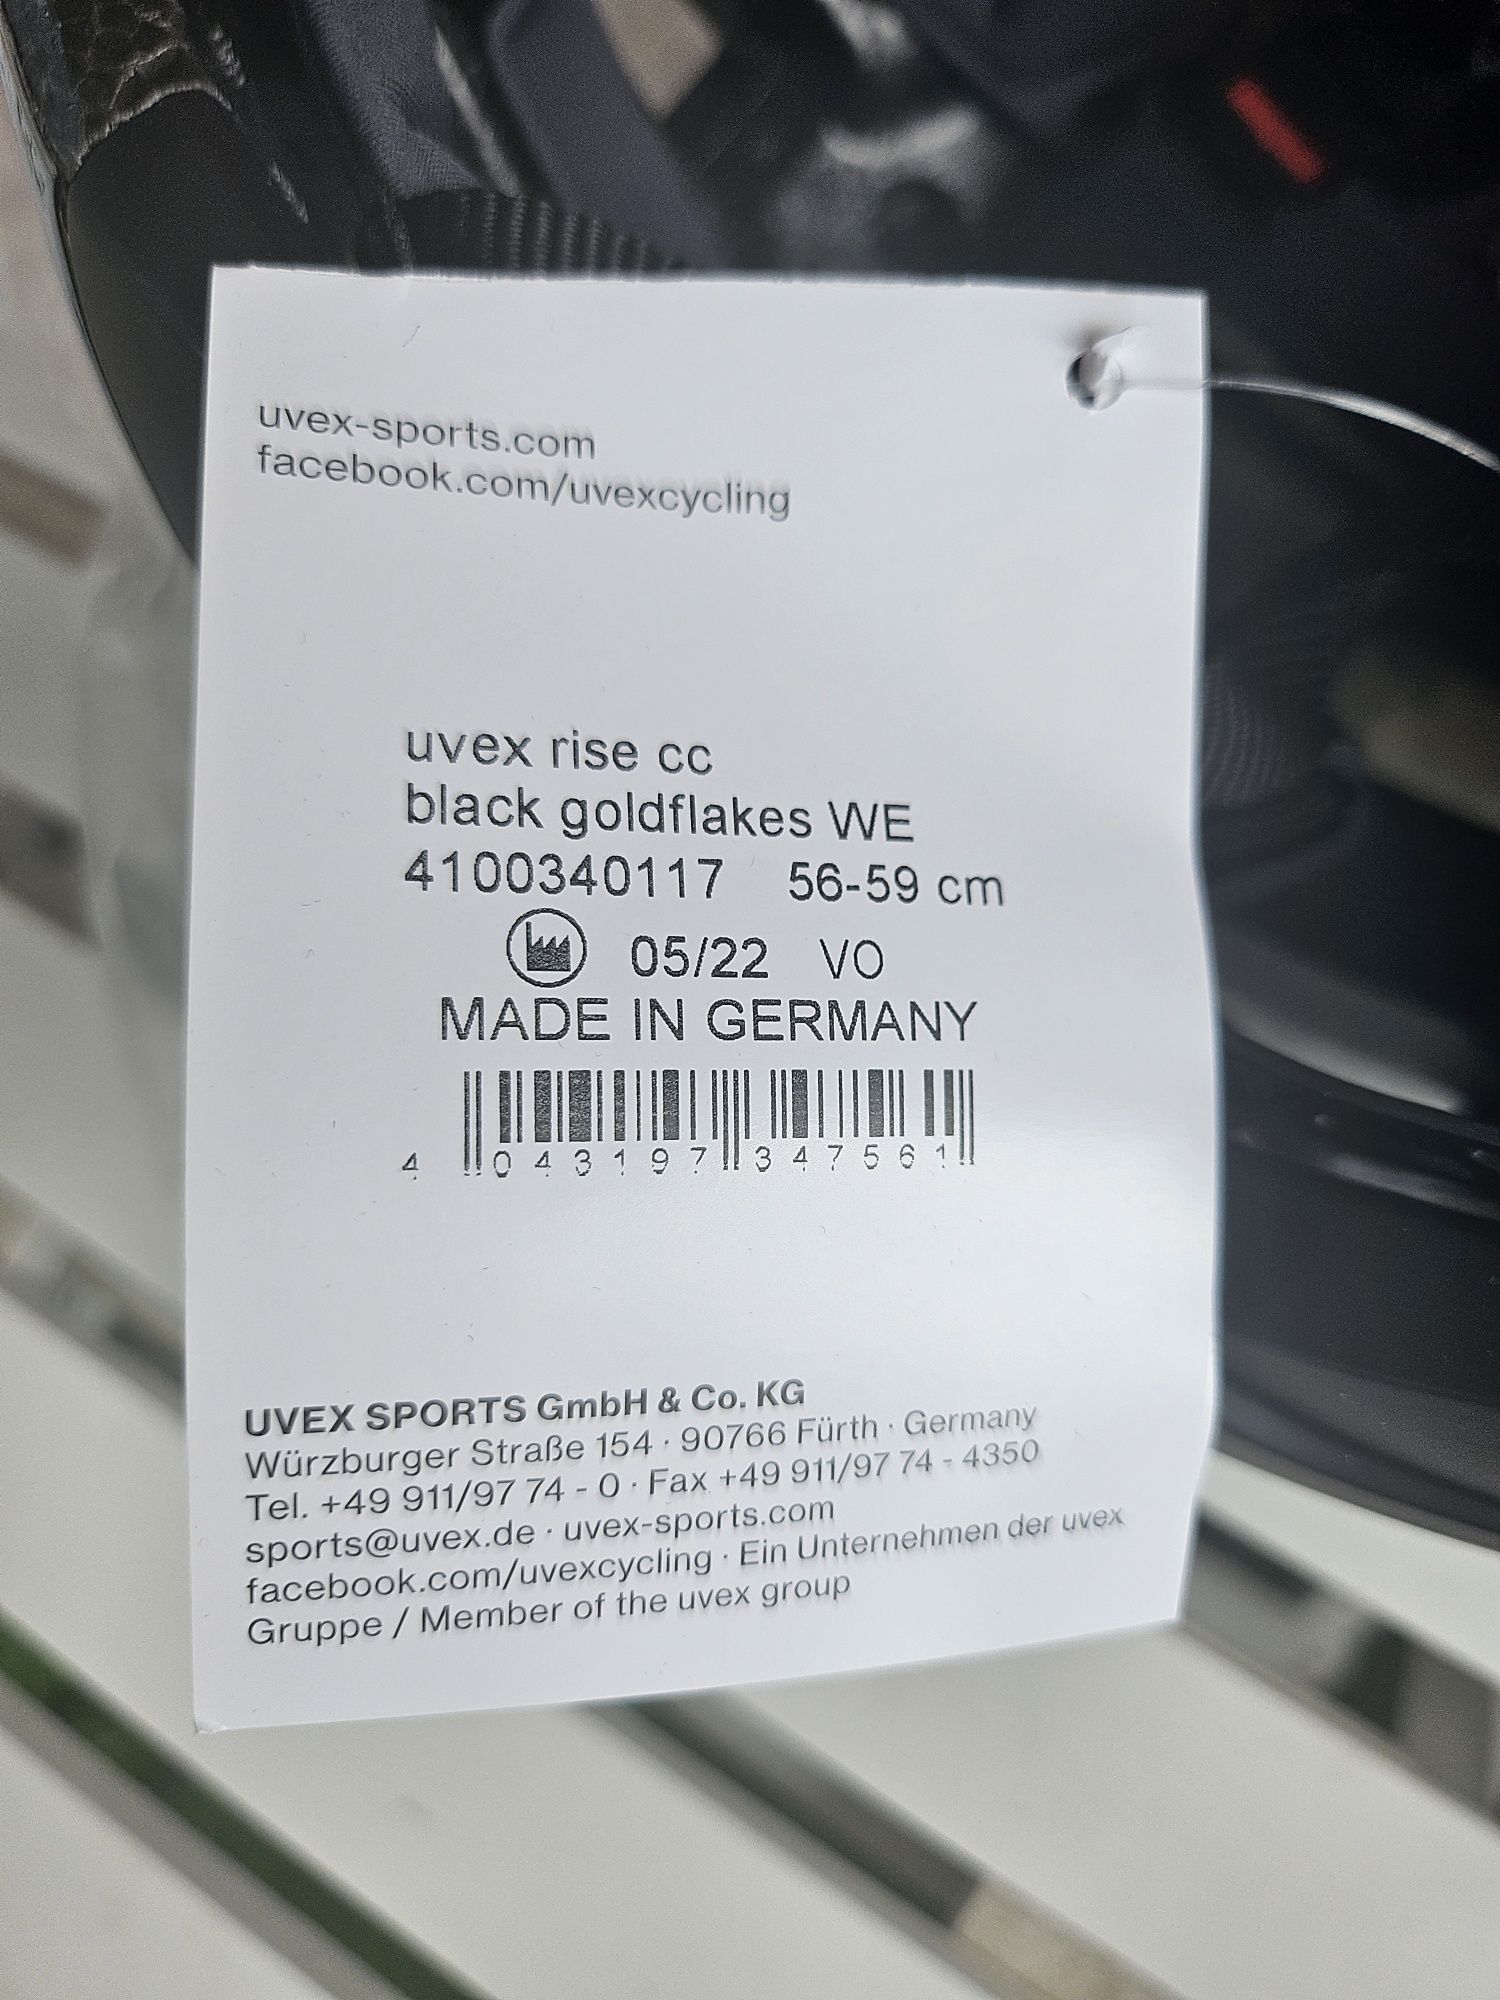 uvex-sports.com
facebook.com/uvexcycling
uvex rise cc
black goldflakes WE
4100340117 56-59 cm
05/22 VO
MADE IN GERMANY
4 043197 347561
UVEX SPORTS GmbH & Co. KG
Würzburger Straße 154 · 90766 Fürth · Germany
Tel. +49 911/97 74 - 0 · Fax +49 911/97 74 - 4350
sports@uvex.de · uvex-sports.com
facebook.com/uvexcycling · Ein Unternehmen der uvex
Gruppe / Member of the uvex group